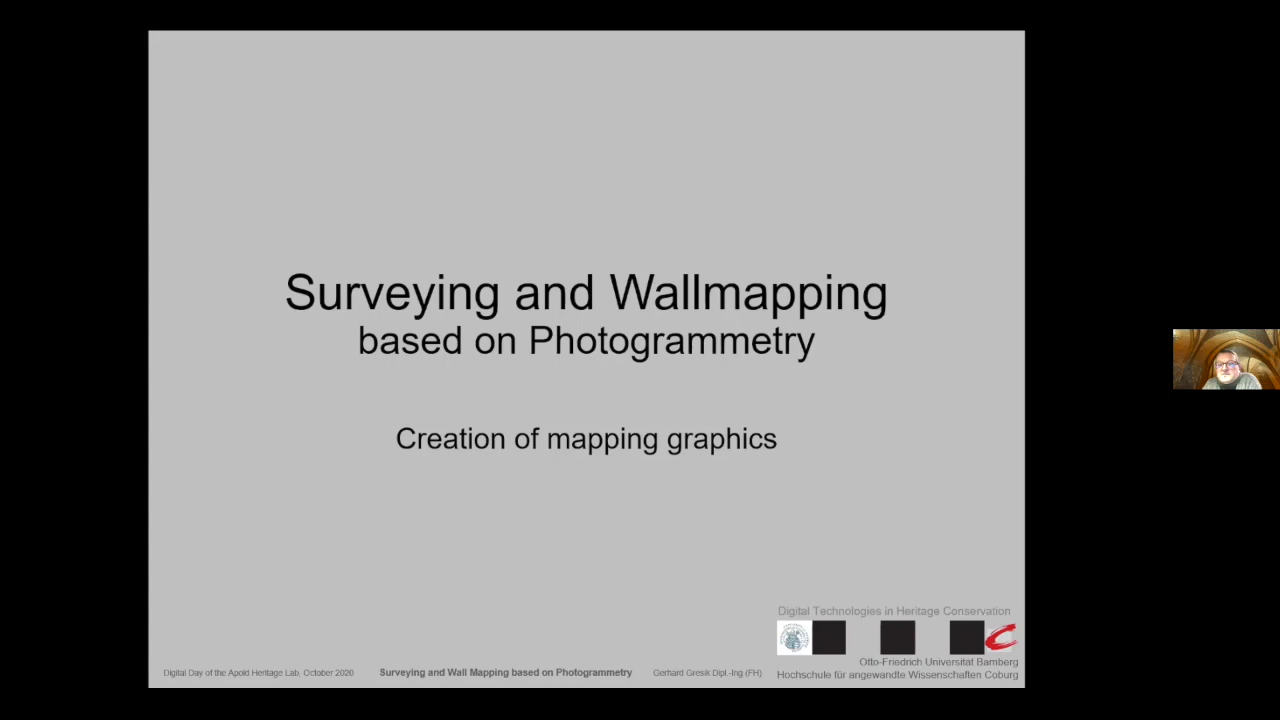 Surveying and Wallmapping
based on Photogrammetry
Creation of mapping graphics
Digital Technologies in Heritage Conservation
Otto-Friedrich Universität Bamberg
Hochschule für angewandte Wissenschaften Coburg
Digital Day of the Apold Heritage Lab, October 2020
Surveying and Wall Mapping based on Photogrammetry
Gerhard Gresik Dipl.-Ing (FH)